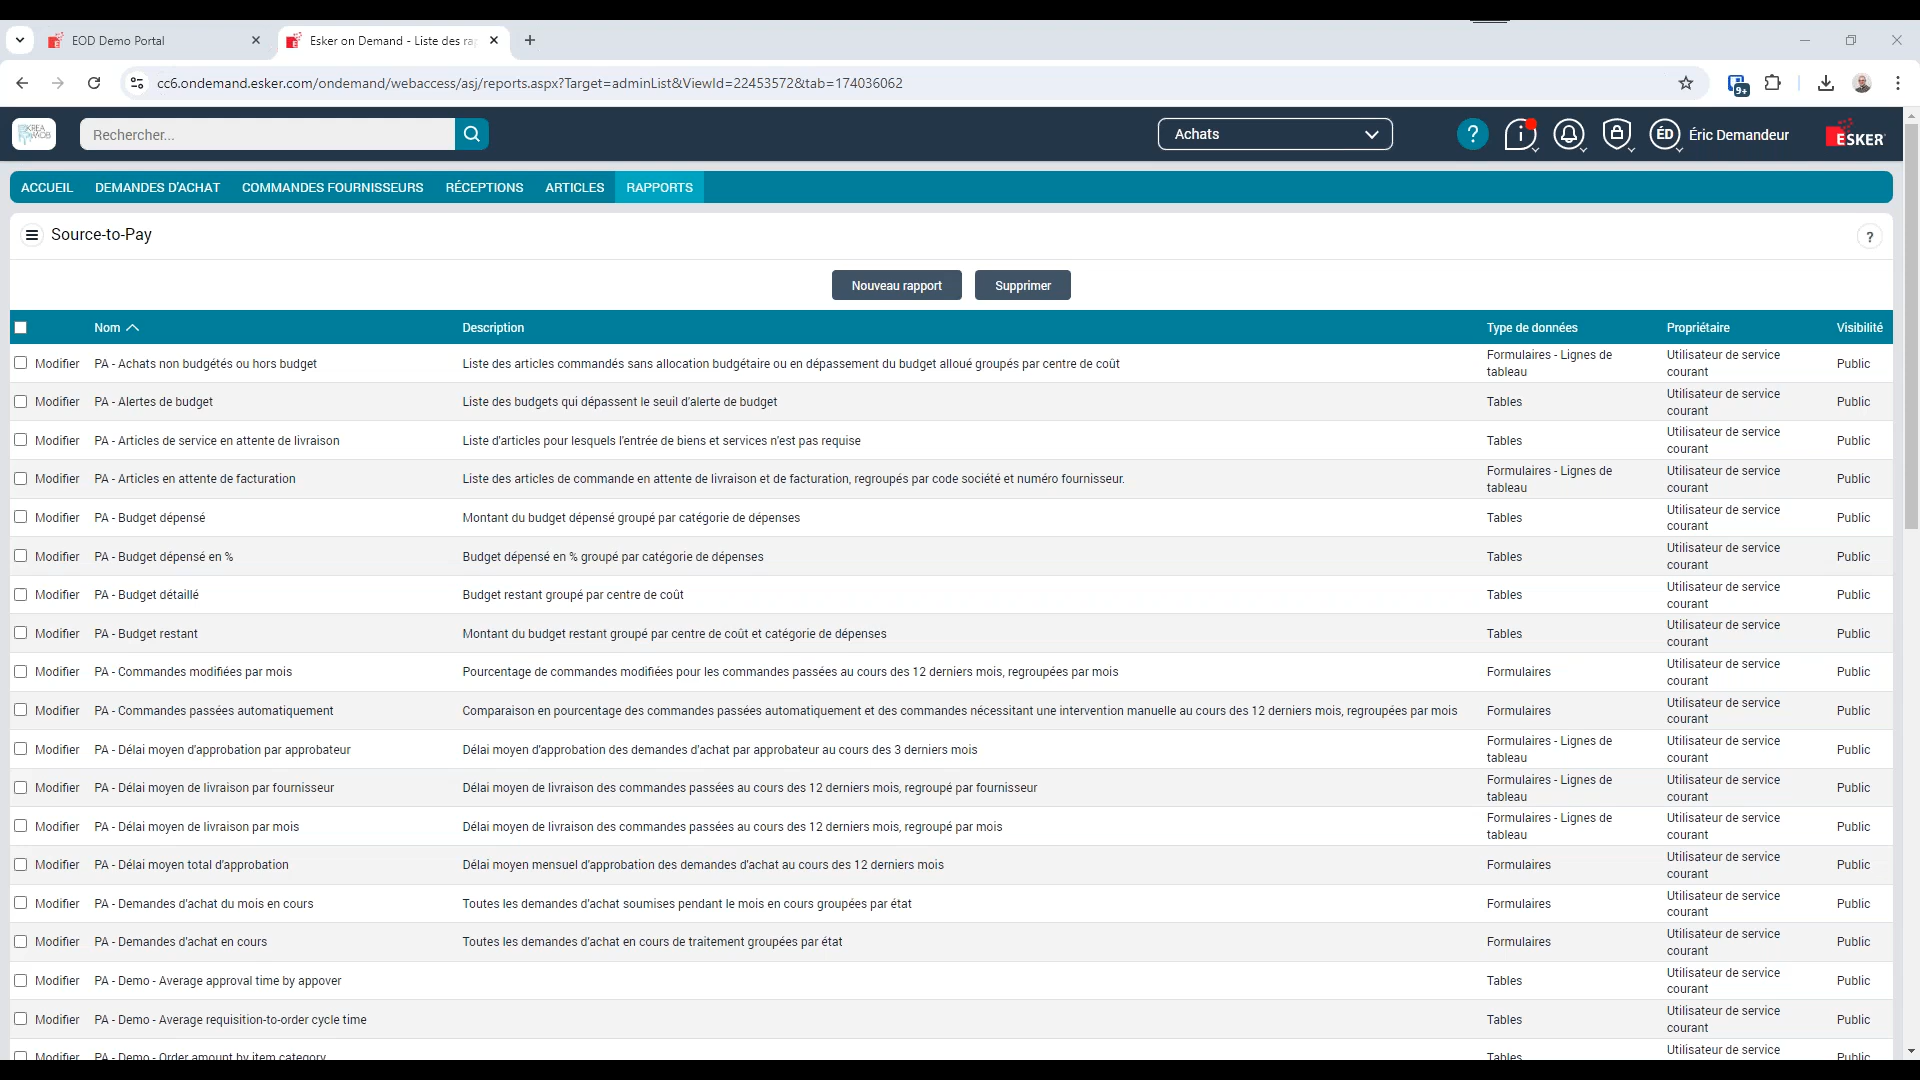 EOD Demo Portal
Esker on Demand - Liste des ra
cc6.ondemand.esker.com/ondemand/webaccess/asj/reports.aspx?Target=adminList&ViewId=22453572&tab=174036062
9+
KREA MOB
Rechercher...
Achats
?
ÉD Éric Demandeur
ESKER
ACCUEIL DEMANDES D'ACHAT COMMANDES FOURNISSEURS RÉCEPTIONS ARTICLES RAPPORTS
Source-to-Pay
?
Nouveau rapport Supprimer
Nom Description Type de données Propriétaire Visibilité
Modifier PA - Achats non budgétés ou hors budget Liste des articles commandés sans allocation budgétaire ou en dépassement du budget alloué groupés par centre de coût Formulaires - Lignes de tableau Utilisateur de service courant Public
Modifier PA - Alertes de budget Liste des budgets qui dépassent le seuil d'alerte de budget Tables Utilisateur de service courant Public
Modifier PA - Articles de service en attente de livraison Liste d'articles pour lesquels l'entrée de biens et services n'est pas requise Tables Utilisateur de service courant Public
Modifier PA - Articles en attente de facturation Liste des articles de commande en attente de livraison et de facturation, regroupés par code société et numéro fournisseur. Formulaires - Lignes de tableau Utilisateur de service courant Public
Modifier PA - Budget dépensé Montant du budget dépensé groupé par catégorie de dépenses Tables Utilisateur de service courant Public
Modifier PA - Budget dépensé en % Budget dépensé en % groupé par catégorie de dépenses Tables Utilisateur de service courant Public
Modifier PA - Budget détaillé Budget restant groupé par centre de coût Tables Utilisateur de service courant Public
Modifier PA - Budget restant Montant du budget restant groupé par centre de coût et catégorie de dépenses Tables Utilisateur de service courant Public
Modifier PA - Commandes modifiées par mois Pourcentage de commandes modifiées pour les commandes passées au cours des 12 derniers mois, regroupées par mois Formulaires Utilisateur de service courant Public
Modifier PA - Commandes passées automatiquement Comparaison en pourcentage des commandes passées automatiquement et des commandes nécessitant une intervention manuelle au cours des 12 derniers mois, regroupées par mois Formulaires Utilisateur de service courant Public
Modifier PA - Délai moyen d'approbation par approbateur Délai moyen d'approbation des demandes d'achat par approbateur au cours des 3 derniers mois Formulaires - Lignes de tableau Utilisateur de service courant Public
Modifier PA - Délai moyen de livraison par fournisseur Délai moyen de livraison des commandes passées au cours des 12 derniers mois, regroupé par fournisseur Formulaires - Lignes de tableau Utilisateur de service courant Public
Modifier PA - Délai moyen de livraison par mois Délai moyen de livraison des commandes passées au cours des 12 derniers mois, regroupé par mois Formulaires - Lignes de tableau Utilisateur de service courant Public
Modifier PA - Délai moyen total d'approbation Délai moyen mensuel d'approbation des demandes d'achat au cours des 12 derniers mois Formulaires Utilisateur de service courant Public
Modifier PA - Demandes d'achat du mois en cours Toutes les demandes d'achat soumises pendant le mois en cours groupées par état Formulaires Utilisateur de service courant Public
Modifier PA - Demandes d'achat en cours Toutes les demandes d'achat en cours de traitement groupées par état Formulaires Utilisateur de service courant Public
Modifier PA - Demo - Average approval time by appover Tables Utilisateur de service courant Public
Modifier PA - Demo - Average requisition-to-order cycle time Tables Utilisateur de service courant Public
Modifier PA - Demo - Order amount by item category Tables Utilisateur de service Public